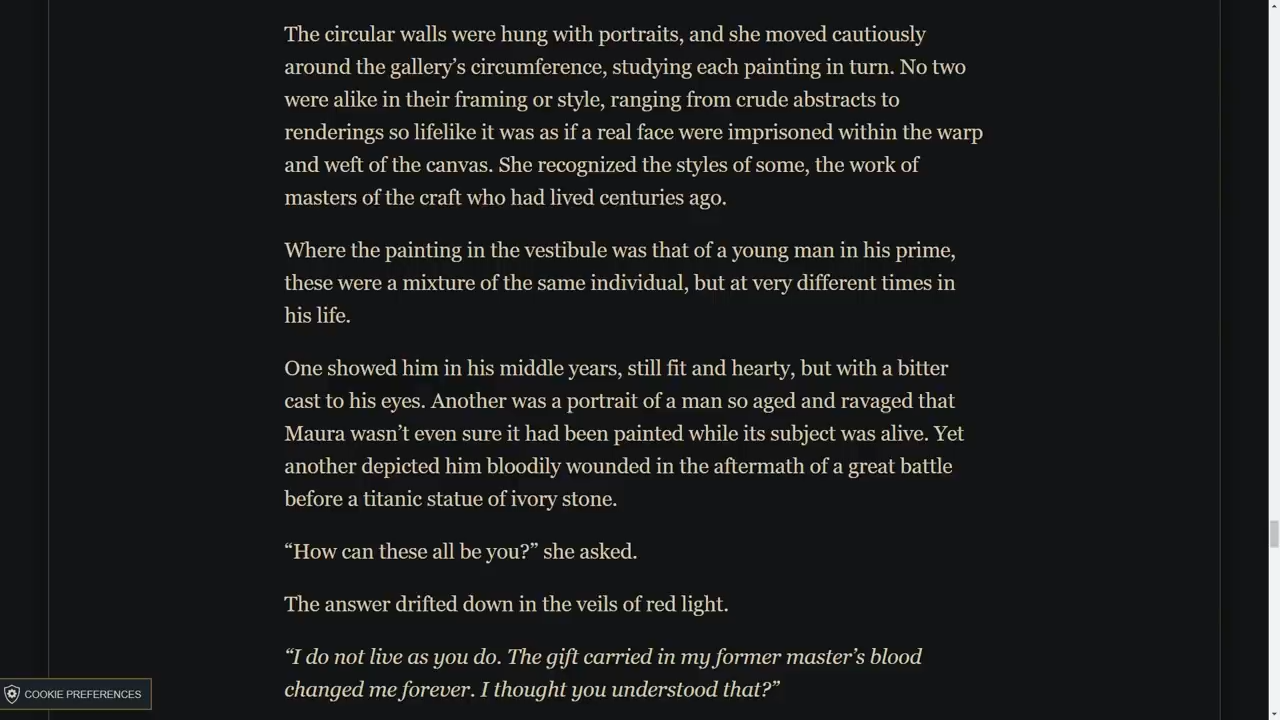 The circular walls were hung with portraits, and she moved cautiously
around the gallery’s circumference, studying each painting in turn. No two
were alike in their framing or style, ranging from crude abstracts to
renderings so lifelike it was as if a real face were imprisoned within the warp
and weft of the canvas. She recognized the styles of some, the work of
masters of the craft who had lived centuries ago.
Where the painting in the vestibule was that of a young man in his prime,
these were a mixture of the same individual, but at very different times in
his life.
One showed him in his middle years, still fit and hearty, but with a bitter
cast to his eyes. Another was a portrait of a man so aged and ravaged that
Maura wasn’t even sure it had been painted while its subject was alive. Yet
another depicted him bloodily wounded in the aftermath of a great battle
before a titanic statue of ivory stone.
“How can these all be you?” she asked.
The answer drifted down in the veils of red light.
“I do not live as you do. The gift carried in my former master’s blood
changed me forever. I thought you understood that?”
COOKIE PREFERENCES